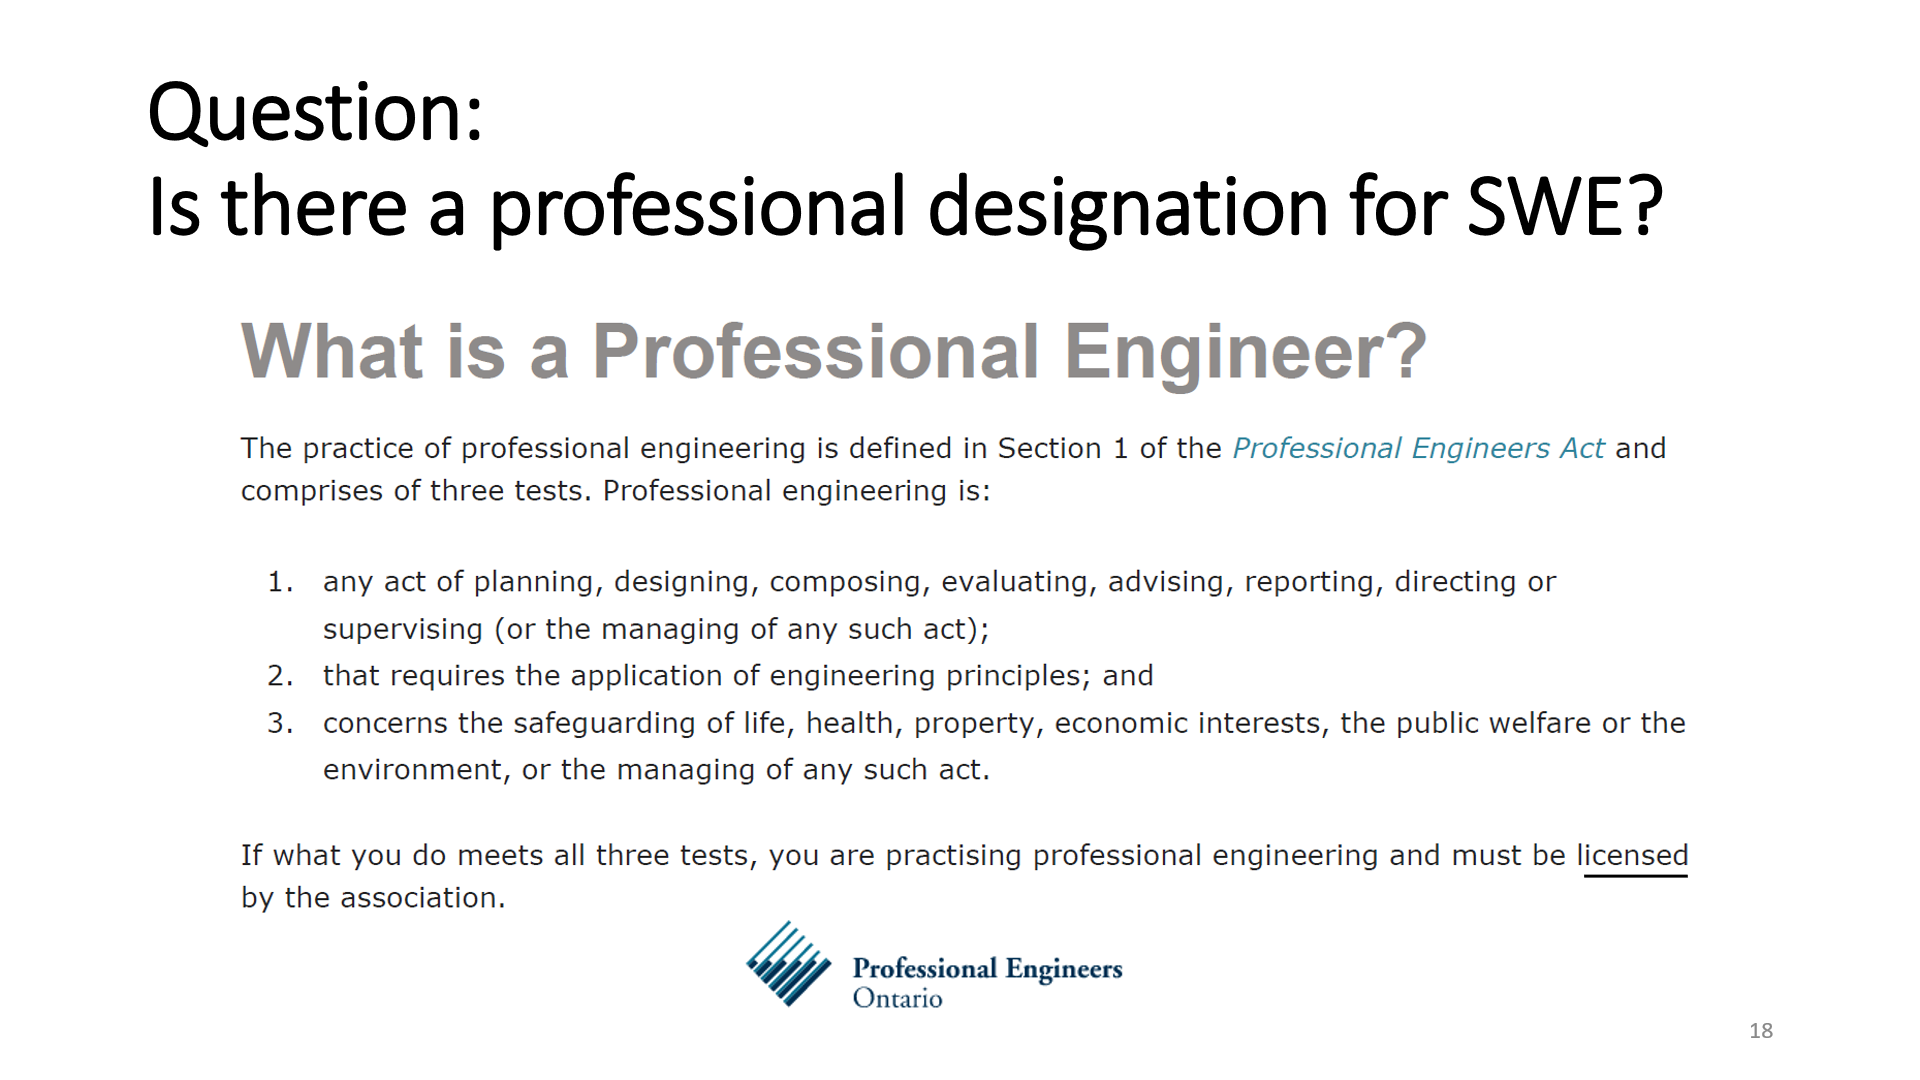 Question:
Is there a professional designation for SWE?
What is a Professional Engineer?
The practice of professional engineering is defined in Section 1 of the Professional Engineers Act and
comprises of three tests. Professional engineering is:
1. any act of planning, designing, composing, evaluating, advising, reporting, directing or
supervising (or the managing of any such act);
2. that requires the application of engineering principles; and
3. concerns the safeguarding of life, health, property, economic interests, the public welfare or the
environment, or the managing of any such act.
If what you do meets all three tests, you are practising professional engineering and must be licensed
by the association.
Professional Engineers
Ontario
18